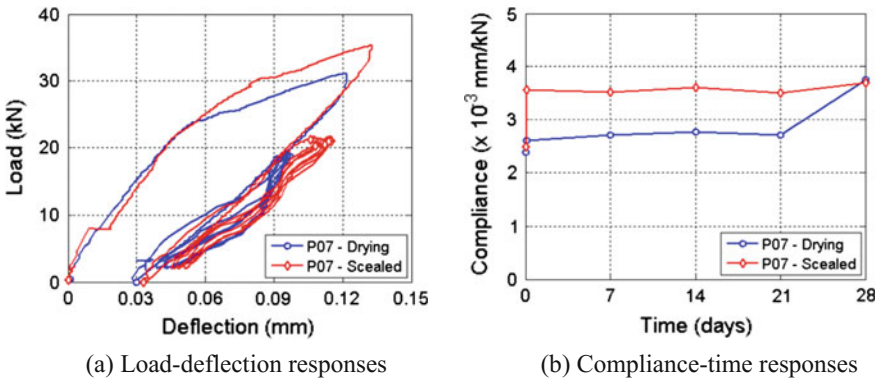 40
30
20
10
0
Load (kN)
0
0.03
0.06
0.09
0.12
0.15
Deflection (mm)
P07 - Drying
P07 - Scealed
(a) Load-deflection responses
5
4
3
2
1
0
Compliance (x 10⁻³ mm/kN)
0
7
14
21
28
Time (days)
P07 - Drying
P07 - Scealed
(b) Compliance-time responses